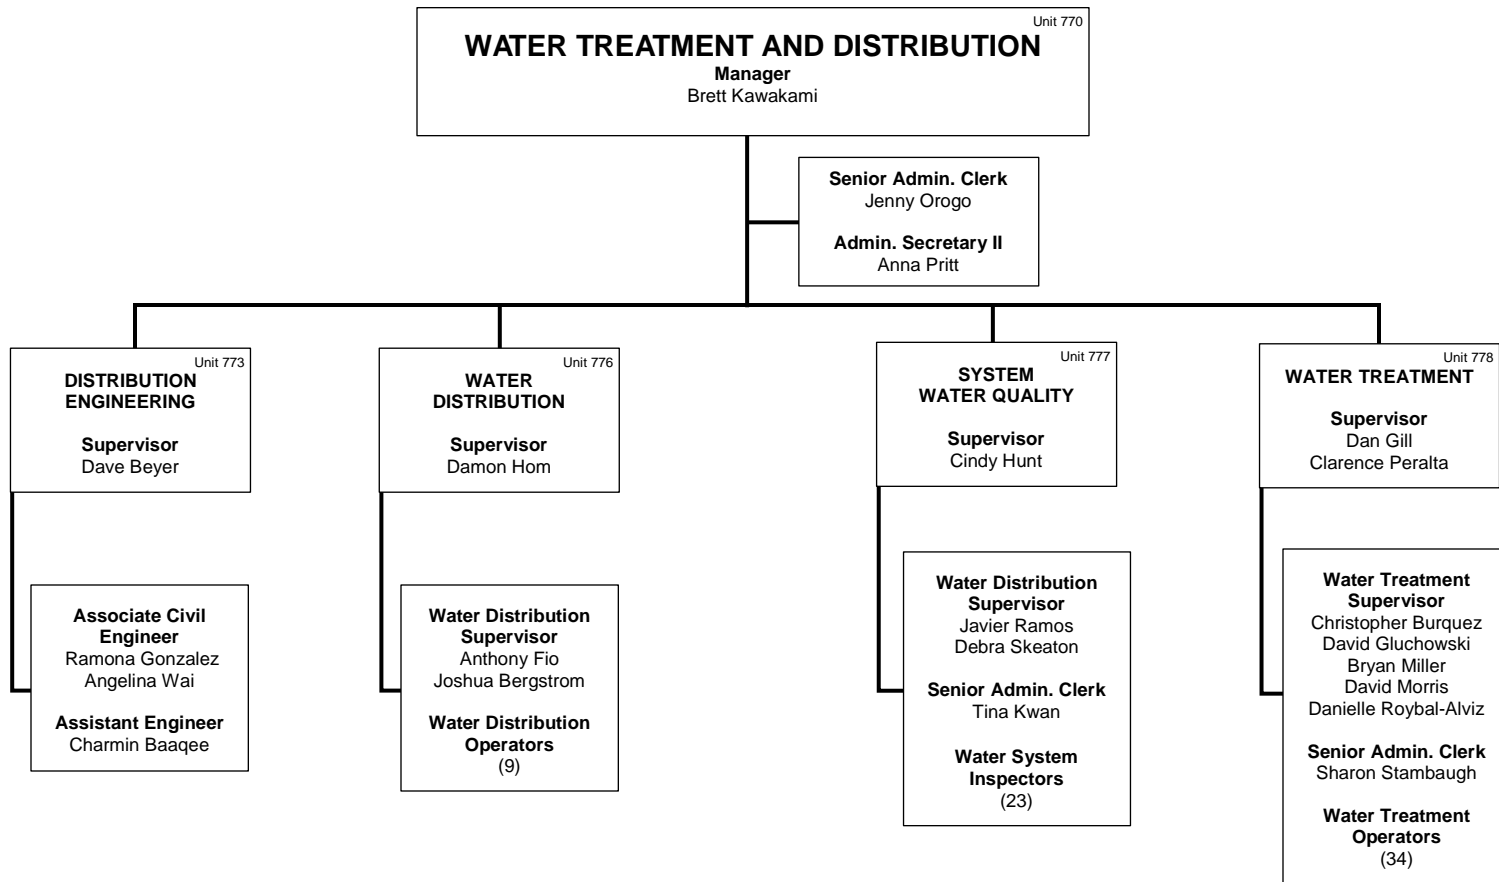 Unit 770
WATER TREATMENT AND DISTRIBUTION
Manager
Brett Kawakami
Senior Admin. Clerk
Jenny Orogo
Admin. Secretary II
Anna Pritt
Unit 773
DISTRIBUTION
ENGINEERING
Supervisor
Dave Beyer
Associate Civil
Engineer
Ramona Gonzalez
Angelina Wai
Assistant Engineer
Charmin Baaqee
Unit 776
WATER
DISTRIBUTION
Supervisor
Damon Hom
Water Distribution
Supervisor
Anthony Fio
Joshua Bergstrom
Water Distribution
Operators
(9)
Unit 777
SYSTEM
WATER QUALITY
Supervisor
Cindy Hunt
Water Distribution
Supervisor
Javier Ramos
Debra Skeaton
Senior Admin. Clerk
Tina Kwan
Water System
Inspectors
(23)
Unit 778
WATER TREATMENT
Supervisor
Dan Gill
Clarence Peralta
Water Treatment
Supervisor
Christopher Burquez
David Gluchowski
Bryan Miller
David Morris
Danielle Roybal-Alviz
Senior Admin. Clerk
Sharon Stambaugh
Water Treatment
Operators
(34)